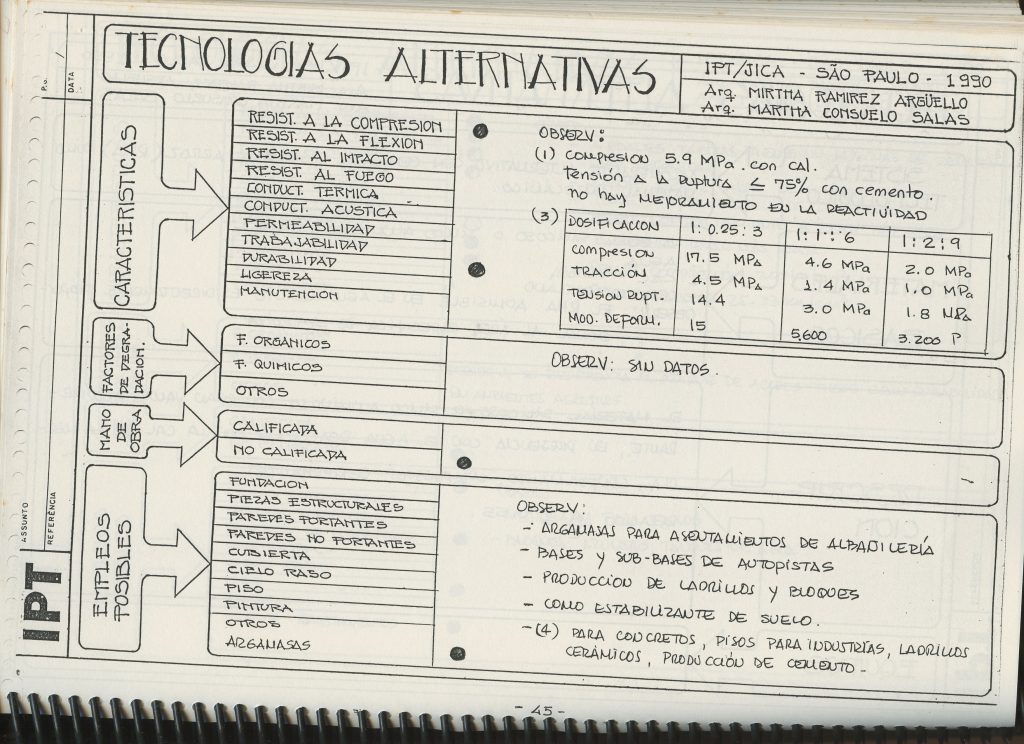 TECNOLOGIAS ALTERNATIVAS
IPT/JICA - SÃO PAULO - 1990
Arq. MIRTHA RAMIREZ ARGÜELLO
Arq. MARTHA CONSUELO SALAS
P.G.
DATA
/
CARACTERISTICAS
RESIST. A LA COMPRESION
RESIST. A LA FLEXION
RESIST. AL IMPACTO
RESIST. AL FUEGO
CONDUCT. TERMICA
CONDUCT. ACUSTICA
PERMEABILIDAD
TRABAJABILIDAD
DURABILIDAD
LIGEREZA
MANUTENCION
OBSERV:
(1) COMPRESION 5.9 MPa. con cal.
TENSIÓN A LA RUPTURA ≤ 75% con cemento.
no hay MEJORAMIENTO EN LA REACTIVIDAD
(3) DOSIFICACION 1:0.25:3 1:1:6 1:2:9
COMPRESION 17.5 MPa 4.6 MPa 2.0 MPa
TRACCIÓN 4.5 MPa 1.4 MPa 1.0 MPa
TENSION RUPT. 14.4 3.0 MPa 1.8 MPa
MOD. DEFORM. 15 5,600 3.200 P
FACTORES
DE DEGRA-
DACION.
F. ORGANICOS
F. QUIMICOS
OTROS
OBSERV: SIN DATOS.
MANO
DE
OBRA
CALIFICADA
NO CALIFICADA
EMPLEOS
POSIBLES
FUNDACION
PIEZAS ESTRUCTURALES
PAREDES PORTANTES
PAREDES NO PORTANTES
CUBIERTA
CIELO RASO
PISO
PINTURA
OTROS
ARGAMASAS
OBSERV:
- ARGAMASAS PARA ASENTAMIENTOS DE ALBAÑILERÍA
- BASES Y SUB-BASES DE AUTOPISTAS
- PRODUCCION DE LADRILLOS Y BLOQUES
- COMO ESTABILIZANTE DE SUELO.
- (4) PARA CONCRETOS, PISOS PARA INDUSTRÍAS, LADRILLOS
CERÁMICOS, PRODUCCIÓN DE CEMENTO.-
ASSUNTO
REFERÊNCIA
IPT
- 45 -